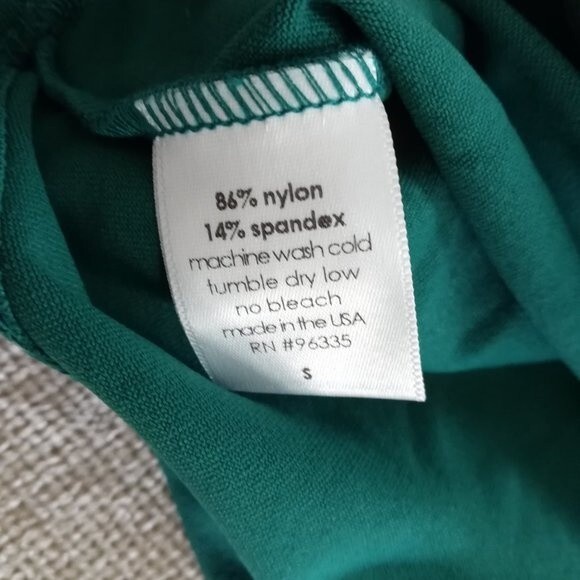 86% nylon
14% spandex
machine wash cold
tumble dry low
no bleach
made in the USA
RN #96335
s